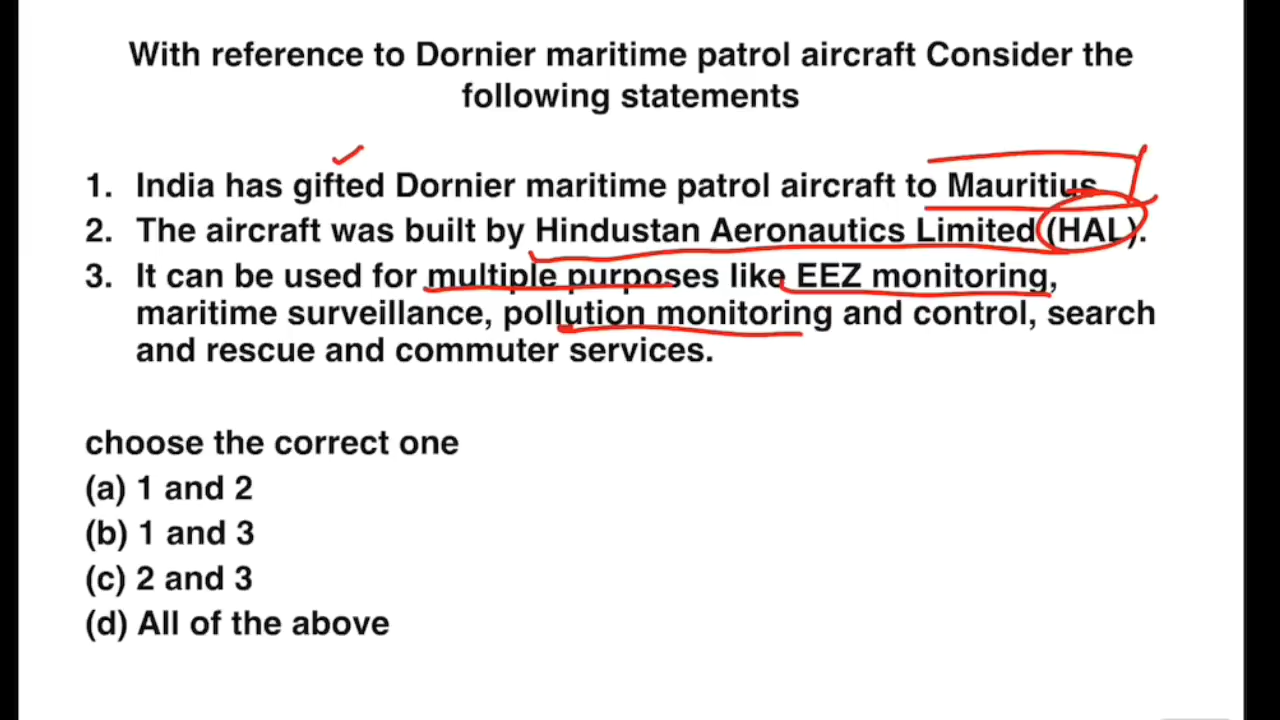 With reference to Dornier maritime patrol aircraft Consider the
following statements
1. India has gifted Dornier maritime patrol aircraft to Mauritius
2. The aircraft was built by Hindustan Aeronautics Limited (HAL).
3. It can be used for multiple purposes like EEZ monitoring,
maritime surveillance, pollution monitoring and control, search
and rescue and commuter services.
choose the correct one
(a) 1 and 2
(b) 1 and 3
(c) 2 and 3
(d) All of the above